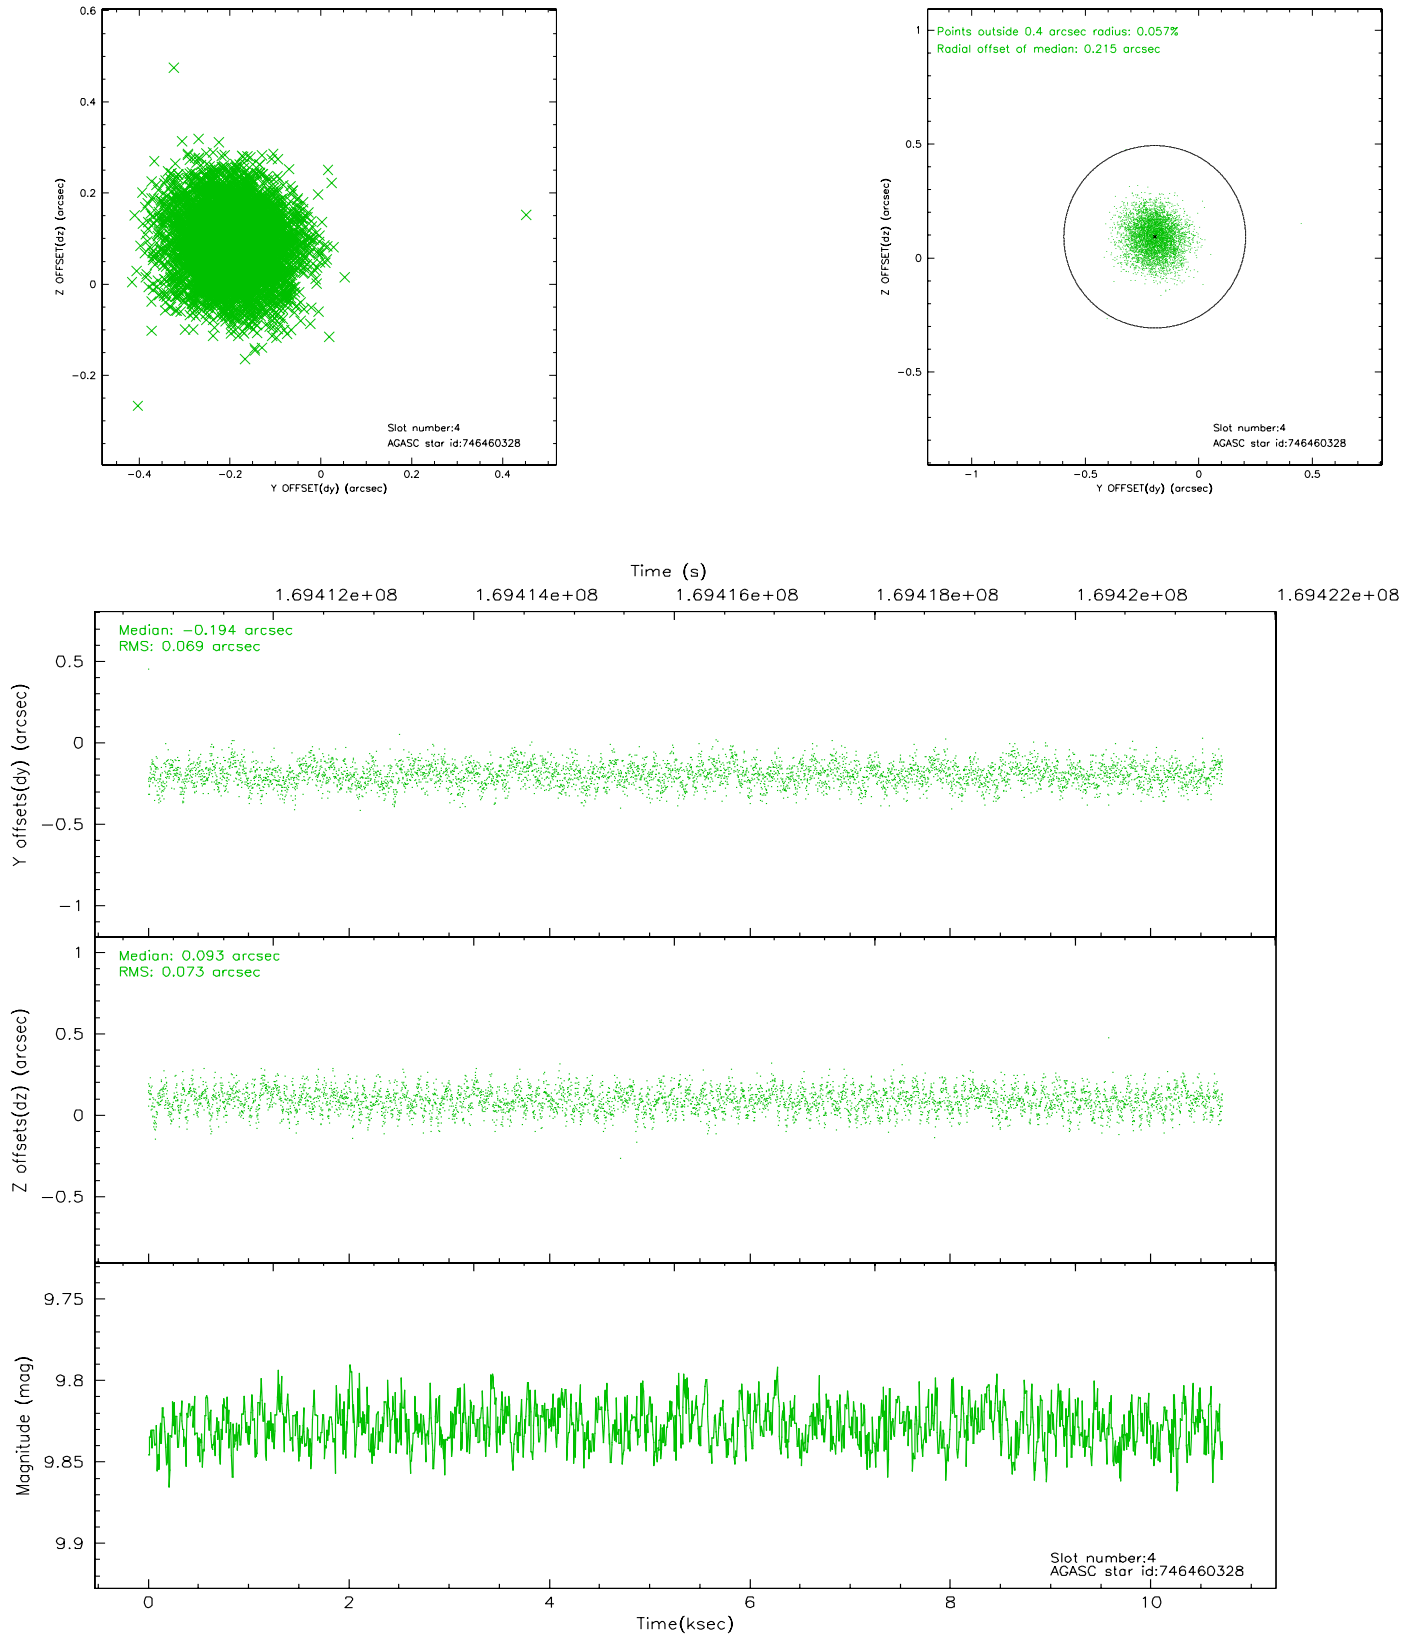 0.6
0.4
0.2
0
−0.2
−0.4
−0.2
0
0.2
0.4
Z OFFSET(dz) (arcsec)
Y OFFSET(dy) (arcsec)
Slot number:4
AGASC star id:746460328
Points outside 0.4 arcsec radius: 0.057%
Radial offset of median: 0.215 arcsec
1
0.5
0
−0.5
−1
−0.5
0
0.5
Z OFFSET(dz) (arcsec)
Y OFFSET(dy) (arcsec)
Slot number:4
AGASC star id:746460328
Time (s)
1.69412e+08
1.69414e+08
1.69416e+08
1.69418e+08
1.6942e+08
1.69422e+08
Median: −0.194 arcsec
RMS: 0.069 arcsec
0.5
0
−0.5
−1
Y offsets(dy) (arcsec)
Median: 0.093 arcsec
RMS: 0.073 arcsec
1
0.5
0
−0.5
Z offsets(dz) (arcsec)
9.75
9.8
9.85
9.9
Magnitude (mag)
Slot number:4
AGASC star id:746460328
0
2
4
6
8
10
Time(ksec)